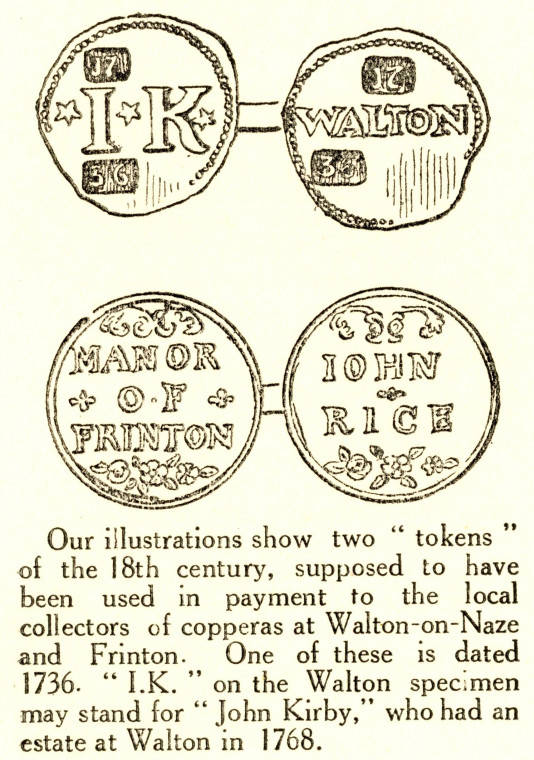 17
I K
36
17
WALTON
36
MANOR
O·F
FRINTON
IOHN
RICE
Our illustrations show two “ tokens ”
of the 18th century, supposed to have
been used in payment to the local
collectors of copperas at Walton-on-Naze
and Frinton. One of these is dated
1736. “ I.K. ” on the Walton specimen
may stand for “ John Kirby,” who had an
estate at Walton in 1768.